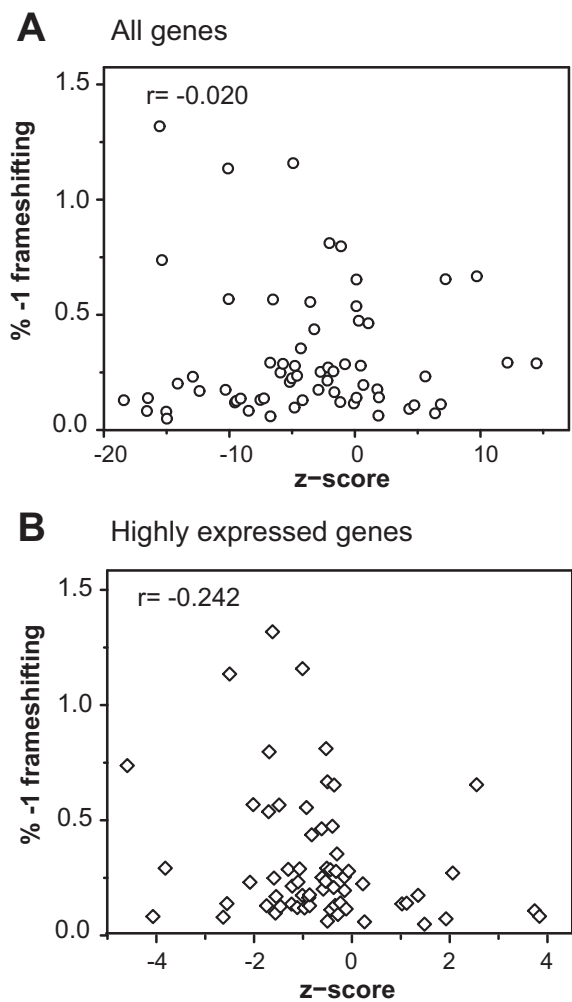 A All genes
r= -0.020
1.5
1.0
0.5
0.0
% -1 frameshifting
-20 -10 0 10
z−score
B Highly expressed genes
r= -0.242
1.5
1.0
0.5
0.0
% -1 frameshifting
-4 -2 0 2 4
z−score